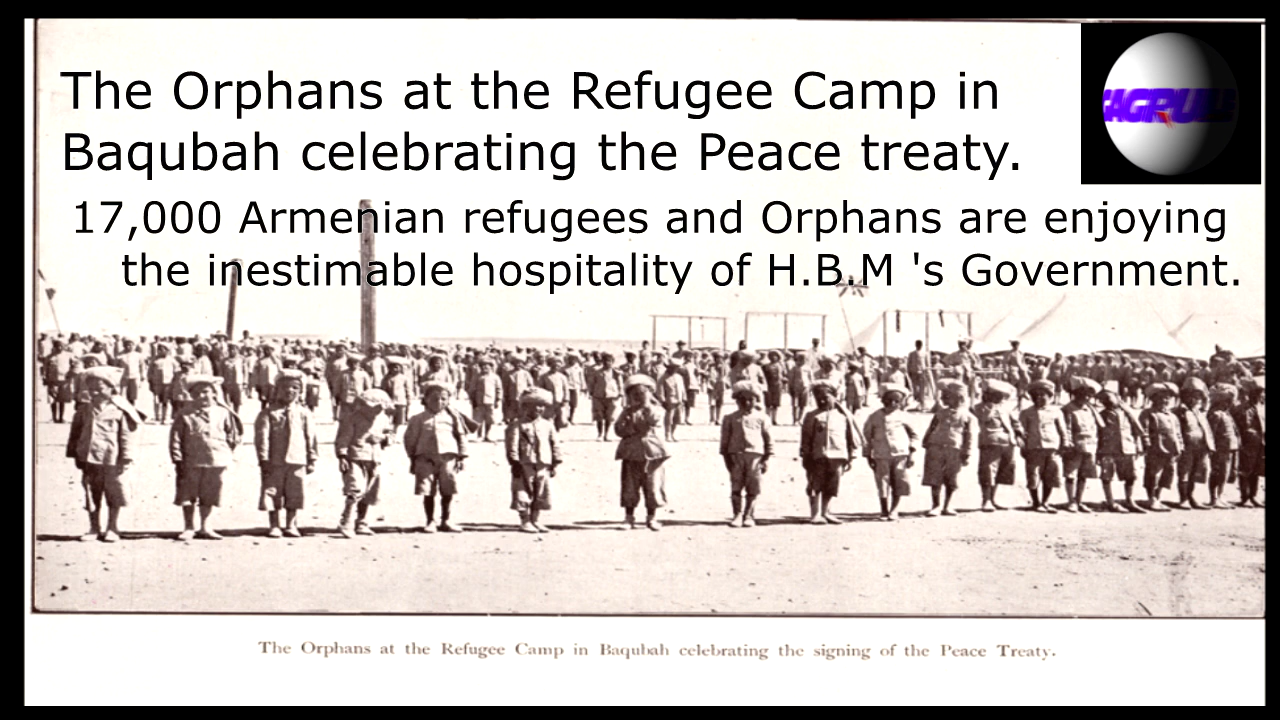 The Orphans at the Refugee Camp in
Baqubah celebrating the Peace treaty.
17,000 Armenian refugees and Orphans are enjoying
the inestimable hospitality of H.B.M 's Government.
The Orphans at the Refugee Camp in Baqubah celebrating the signing of the Peace Treaty.